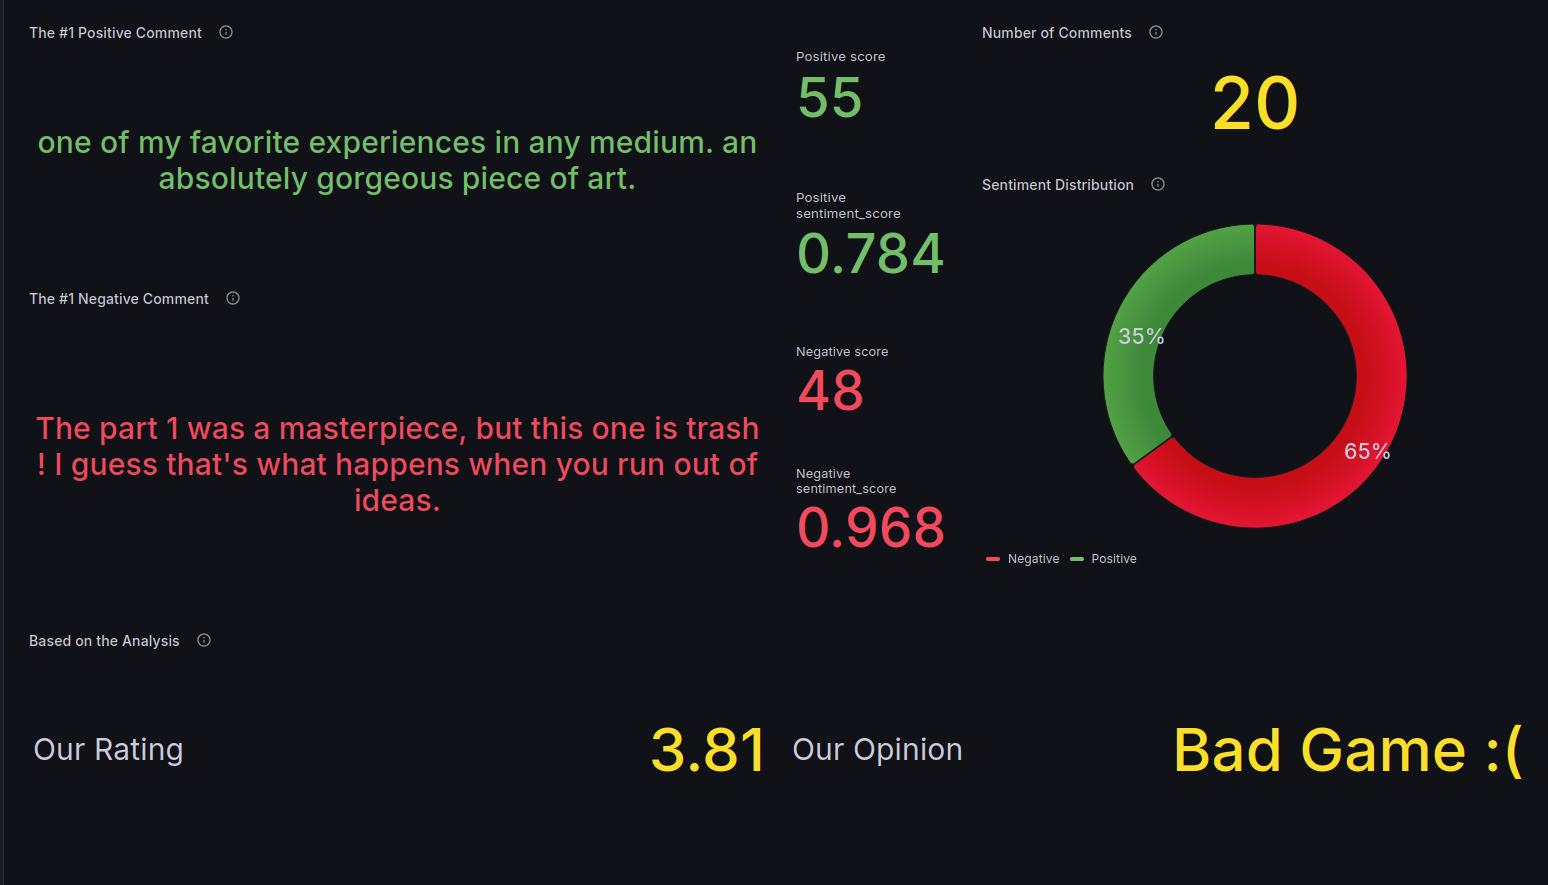 The #1 Positive Comment
one of my favorite experiences in any medium. an
absolutely gorgeous piece of art.
Positive score
55
Positive
sentiment_score
0.784
Number of Comments
20
Sentiment Distribution
35%
65%
Negative
Positive
The #1 Negative Comment
The part 1 was a masterpiece, but this one is trash
! I guess that's what happens when you run out of
ideas.
Negative score
48
Negative
sentiment_score
0.968
Based on the Analysis
Our Rating
3.81
Our Opinion
Bad Game :(